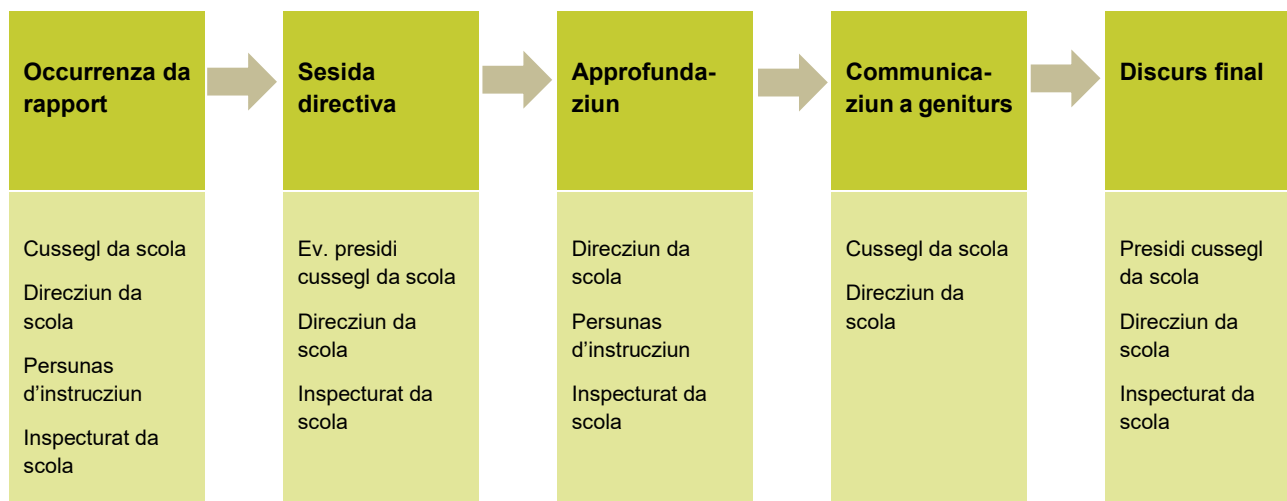 Occurrenza da
rapport
Cussegl da scola
Direcziun da
scola
Persunas
d’instrucziun
Inspecturat da
scola
Sesida
directiva
Ev. presidi
cussegl da scola
Direcziun da
scola
Inspecturat da
scola
Approfunda-
ziun
Direcziun da
scola
Persunas
d’instrucziun
Inspecturat da
scola
Communica-
ziun a geniturs
Cussegl da scola
Direcziun da
scola
Discurs final
Presidi cussegl
da scola
Direcziun da
scola
Inspecturat da
scola